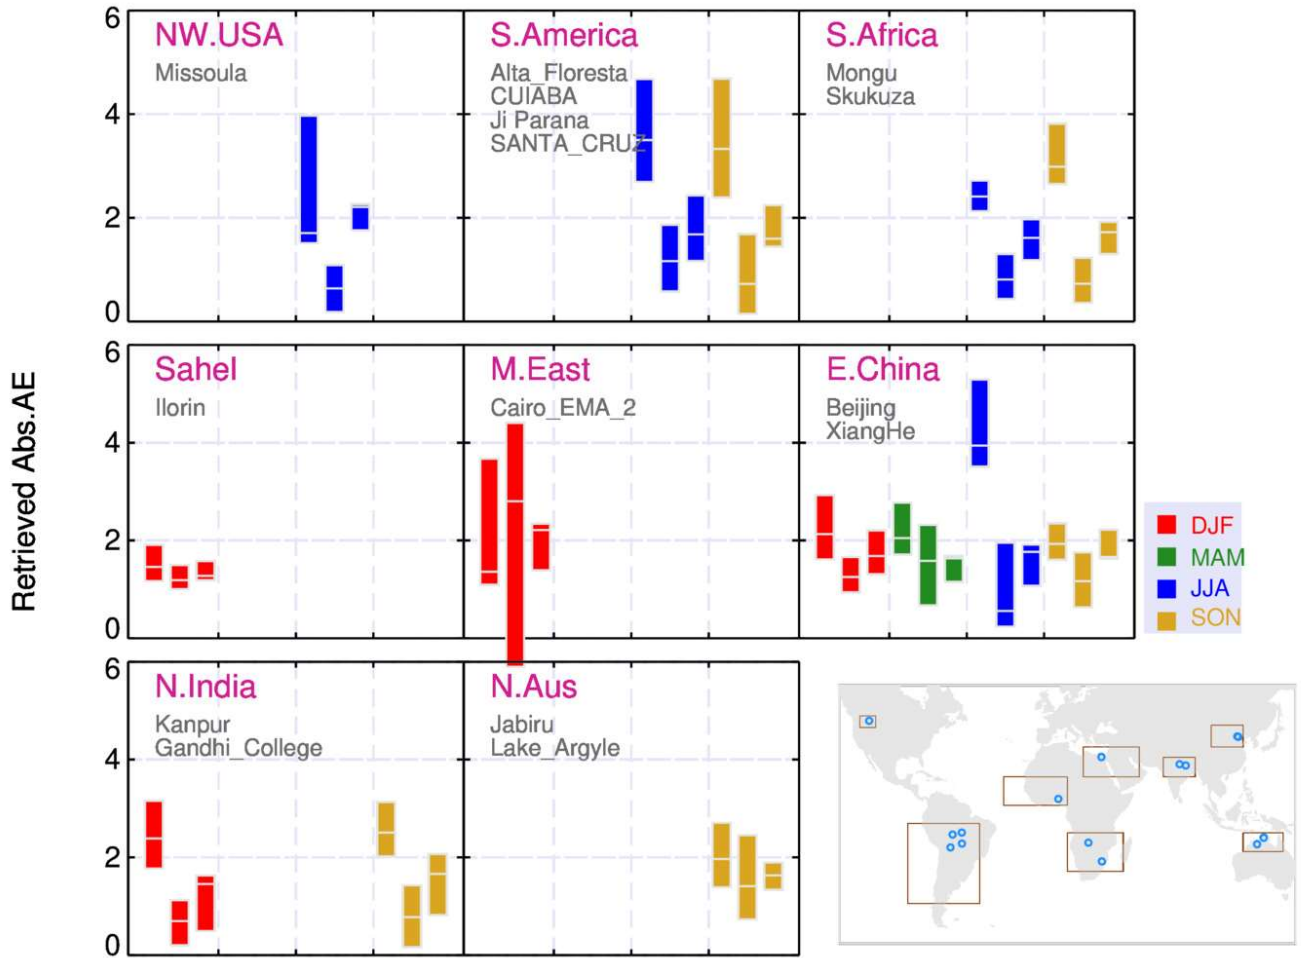 Retrieved Abs.AE
6
4
2
0
NW.USA
Missoula
S.America
Alta_Floresta
CUIABA
Ji Parana
SANTA_CRUZ
S.Africa
Mongu
Skukuza
6
4
2
0
Sahel
Ilorin
M.East
Cairo_EMA_2
E.China
Beijing
XiangHe
DJF
MAM
JJA
SON
6
4
2
0
N.India
Kanpur
Gandhi_College
N.Aus
Jabiru
Lake_Argyle